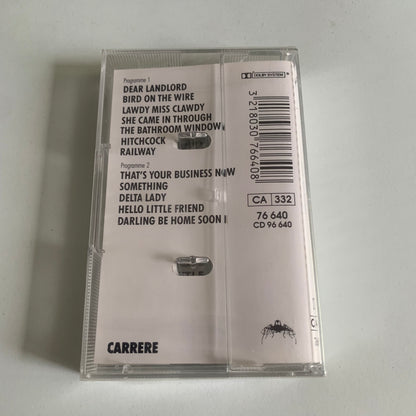 Programme 1
DEAR LANDLORD
BIRD ON THE WIRE
LAWDY MISS CLAWDY
SHE CAME IN THROUGH
THE BATHROOM WINDOW
HITCHCOCK
RAILWAY
Programme 2
THAT'S YOUR BUSINESS NOW
SOMETHING
DELTA LADY
HELLO LITTLE FRIEND
DARLING BE HOME SOON
DOLBY SYSTEM
3 218030 766408
CA 332
76 640
CD 96 640
CARRERE